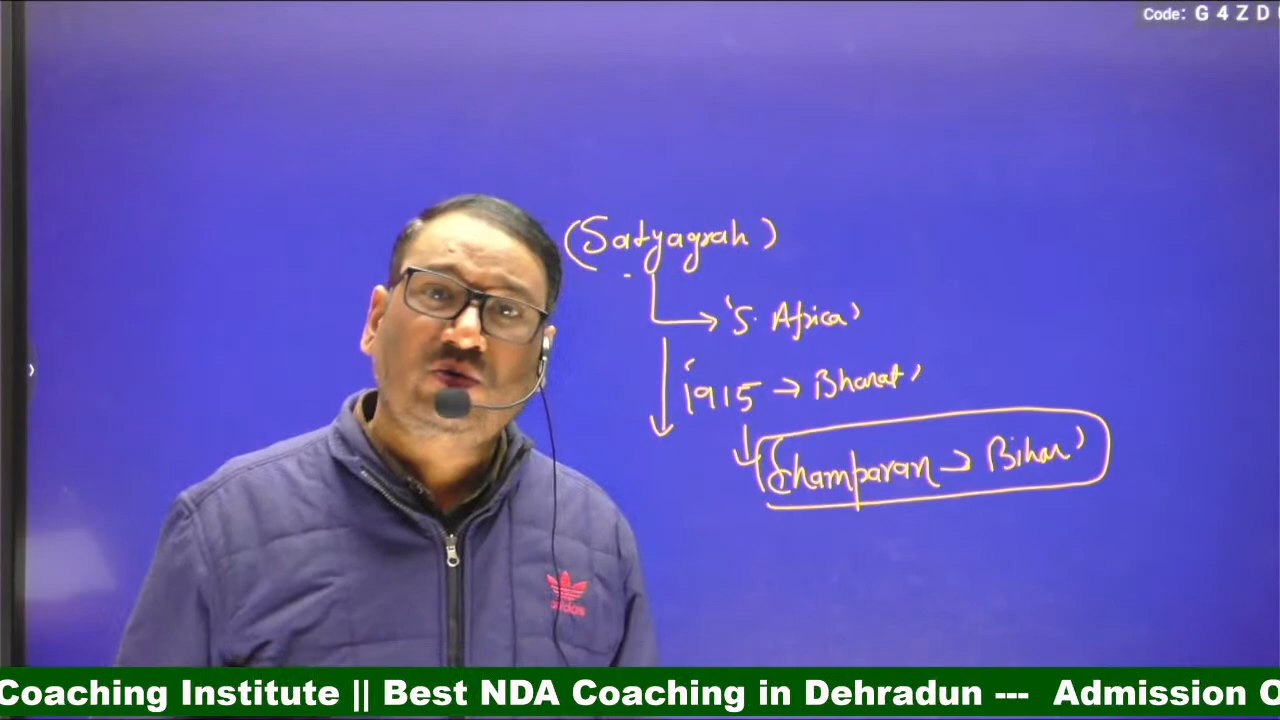 Code: G 4 Z D
(Satyagrah)
→ 'S. Africa'
1915 → Bharat'
Champaran → Bihar'
adidas
Coaching Institute || Best NDA Coaching in Dehradun --- Admission O